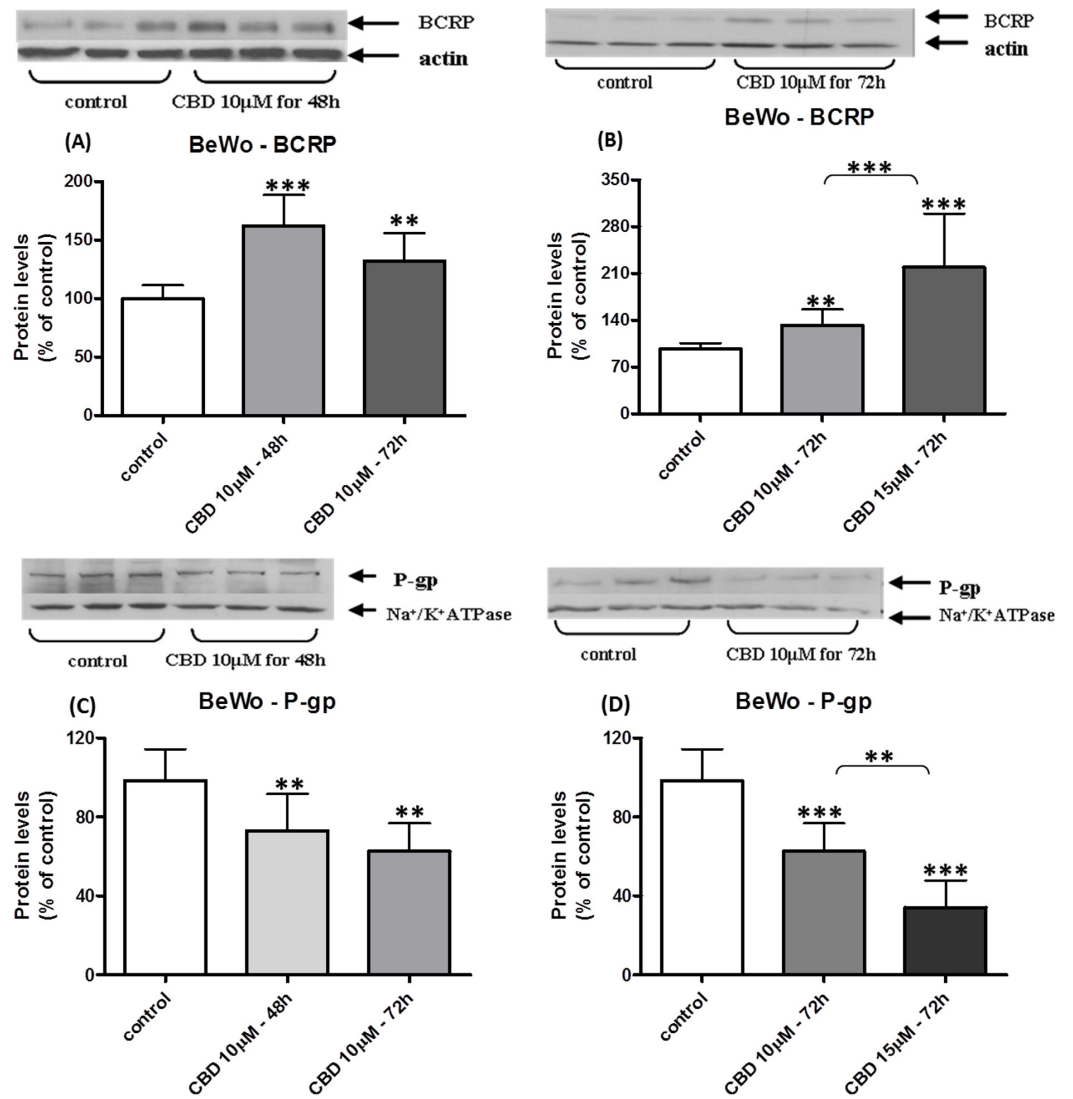 BCRP
actin
control
CBD 10μM for 48h
(A)
BeWo - BCRP
***
**
200
150
100
50
0
Protein levels
(% of control)
control
CBD 10μM - 48h
CBD 10μM - 72h
BCRP
actin
control
CBD 10μM for 72h
BeWo - BCRP
(B)
***
***
**
350
280
210
140
70
0
Protein levels
(% of control)
control
CBD 10μM - 72h
CBD 15μM - 72h
P-gp
Na⁺/K⁺ATPase
control
CBD 10μM for 48h
(C)
BeWo - P-gp
**
**
120
80
40
0
Protein levels
(% of control)
control
CBD 10μM - 48h
CBD 10μM - 72h
P-gp
Na⁺/K⁺ATPase
control
CBD 10μM for 72h
(D)
BeWo - P-gp
**
***
***
120
80
40
0
Protein levels
(% of control)
control
CBD 10μM - 72h
CBD 15μM - 72h